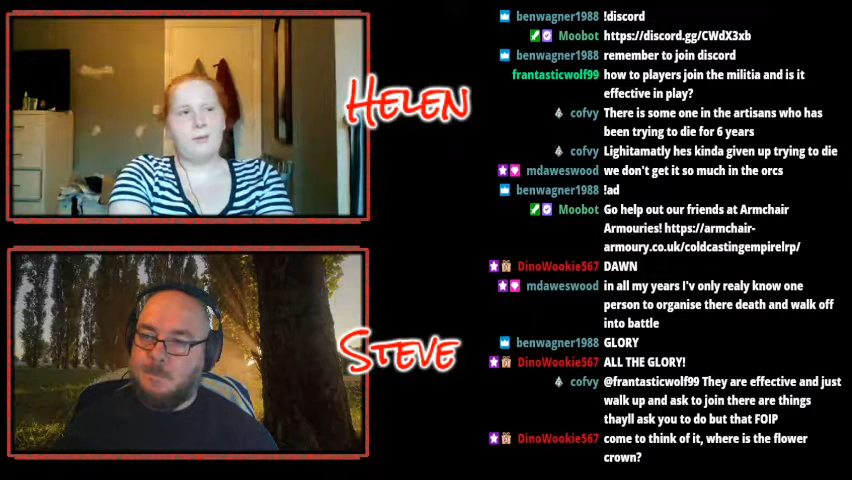 Helen
Steve
benwagner1988 !discord
Moobot https://discord.gg/CWdX3xb
benwagner1988 remember to join discord
frantasticwolf99 how to players join the militia and is it
effective in play?
cofvy There is some one in the artisans who has
been trying to die for 6 years
cofvy Lighitamatly hes kinda given up trying to die
mdaweswood we don't get it so much in the orcs
benwagner1988 !ad
Moobot Go help out our friends at Armchair
Armouries! https://armchair-
armoury.co.uk/coldcastingempirelrp/
DinoWookie567 DAWN
mdaweswood in all my years I'v only realy know one
person to organise there death and walk off
into battle
benwagner1988 GLORY
DinoWookie567 ALL THE GLORY!
cofvy @frantasticwolf99 They are effective and just
walk up and ask to join there are things
thayll ask you to do but that FOIP
DinoWookie567 come to think of it, where is the flower
crown?